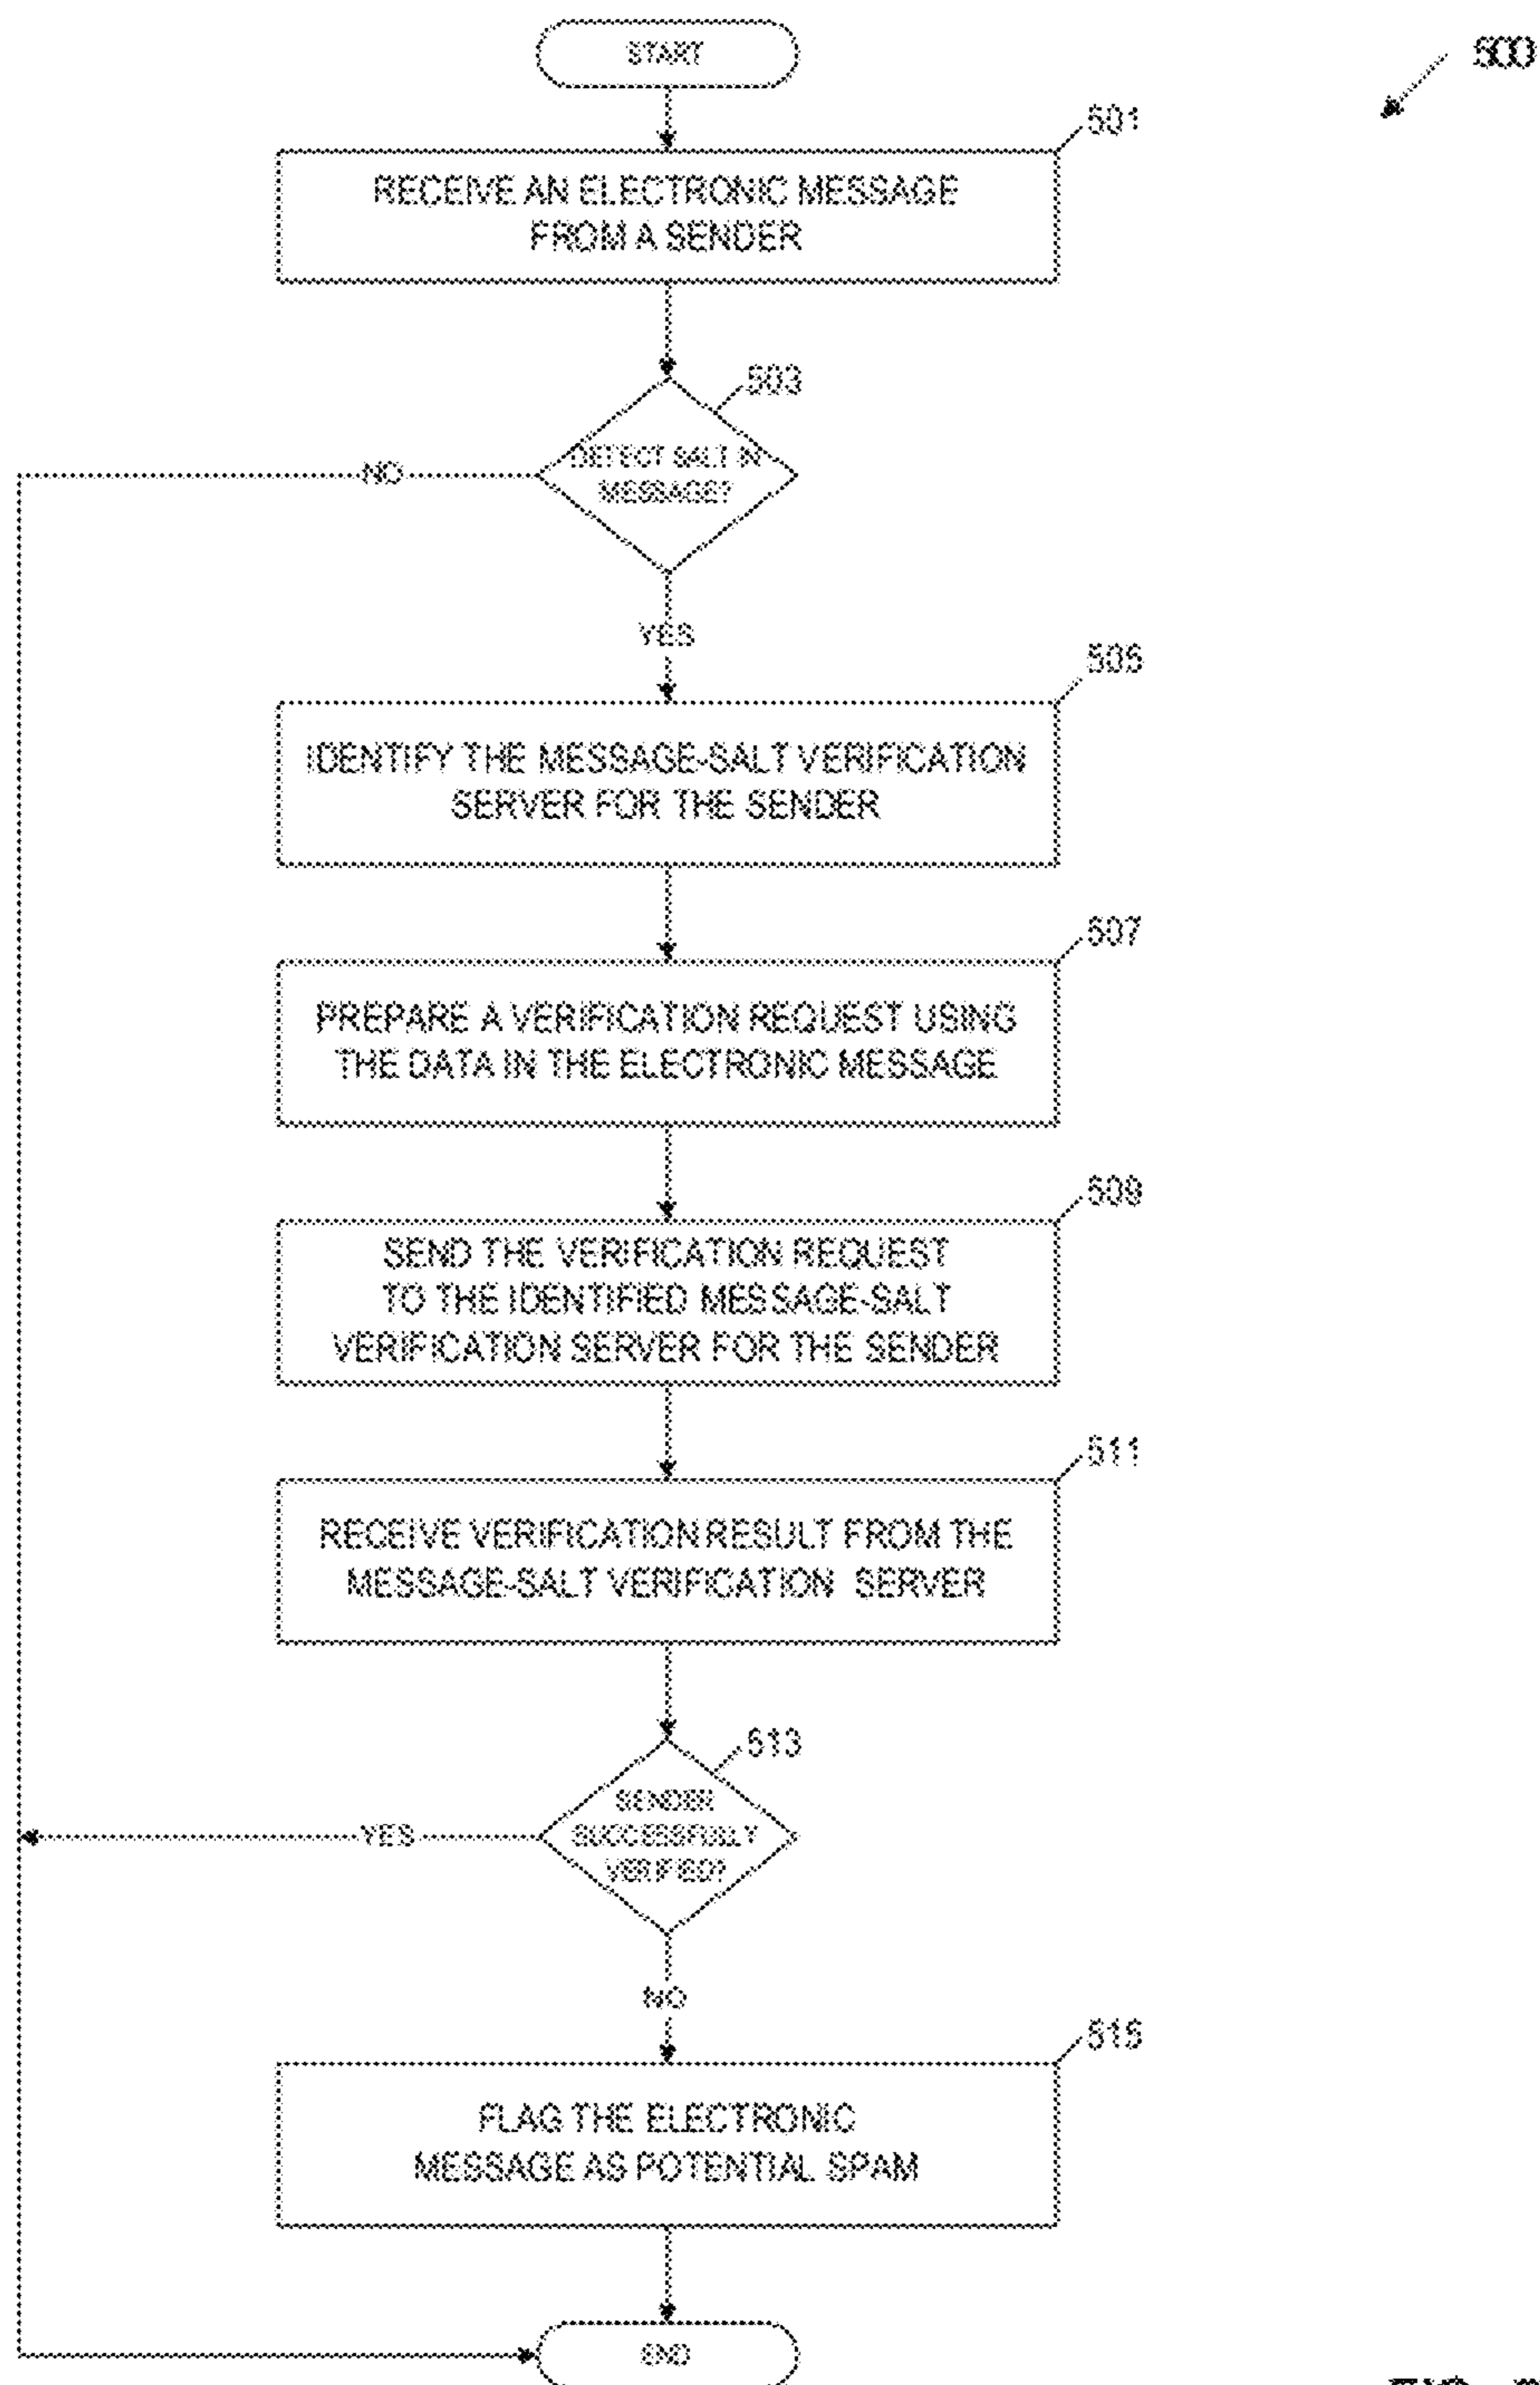 START
500
501
RECEIVE AN ELECTRONIC MESSAGE
FROM A SENDER
503
DETECT SALT IN
MESSAGE?
NO
YES
505
IDENTIFY THE MESSAGE-SALT VERIFICATION
SERVER FOR THE SENDER
507
PREPARE A VERIFICATION REQUEST USING
THE DATA IN THE ELECTRONIC MESSAGE
509
SEND THE VERIFICATION REQUEST
TO THE IDENTIFIED MESSAGE-SALT
VERIFICATION SERVER FOR THE SENDER
511
RECEIVE VERIFICATION RESULT FROM THE
MESSAGE-SALT VERIFICATION SERVER
513
SENDER
SUCCESSFULLY
VERIFIED?
YES
NO
515
FLAG THE ELECTRONIC
MESSAGE AS POTENTIAL SPAM
END